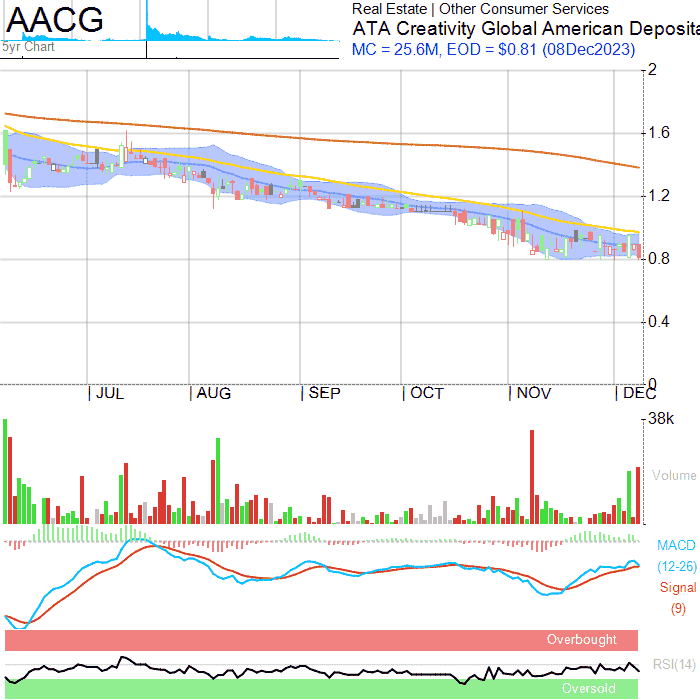 AACG
5yr Chart
Real Estate | Other Consumer Services
ATA Creativity Global American Deposita
MC = 25.6M, EOD = $0.81 (08Dec2023)
2
1.6
1.2
0.8
0.4
0
JUL AUG SEP OCT NOV DEC
38k
Volume
MACD
(12-26)
Signal
(9)
Overbought
RSI(14)
Oversold